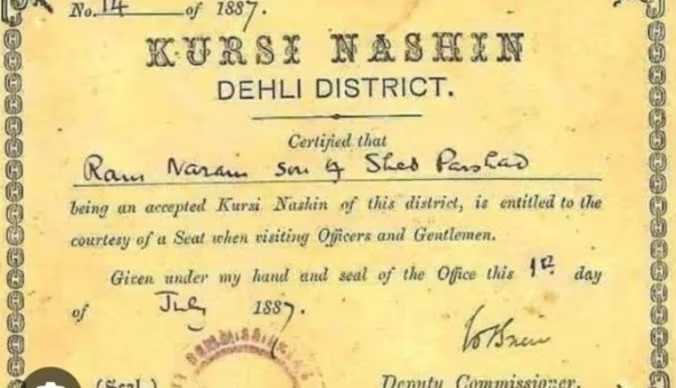 No. 14 of 1887.
KURSI NASHIN
DEHLI DISTRICT.
Certified that
Ram Narain son of Sheo Parshad
being an accepted Kursi Nashin of this district, is entitled to the
courtesy of a Seat when visiting Officers and Gentlemen.
Given under my hand and seal of the Office this 1st day
of July 1887.
(Seal.)
Deputy Commissioner.